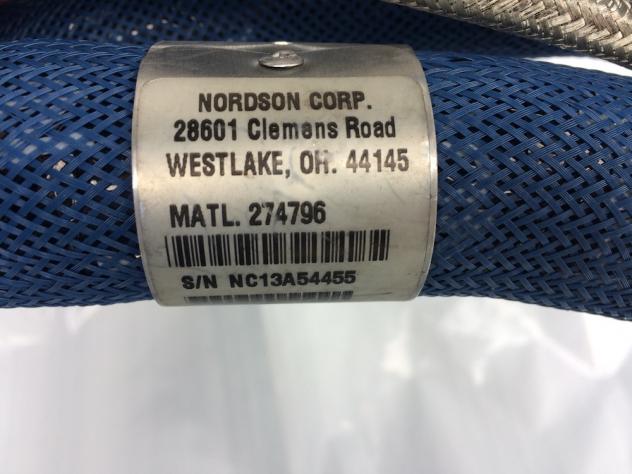 NORDSON CORP.
28601 Clemens Road
WESTLAKE, OH. 44145
MATL. 274796
S/N NC13A54455